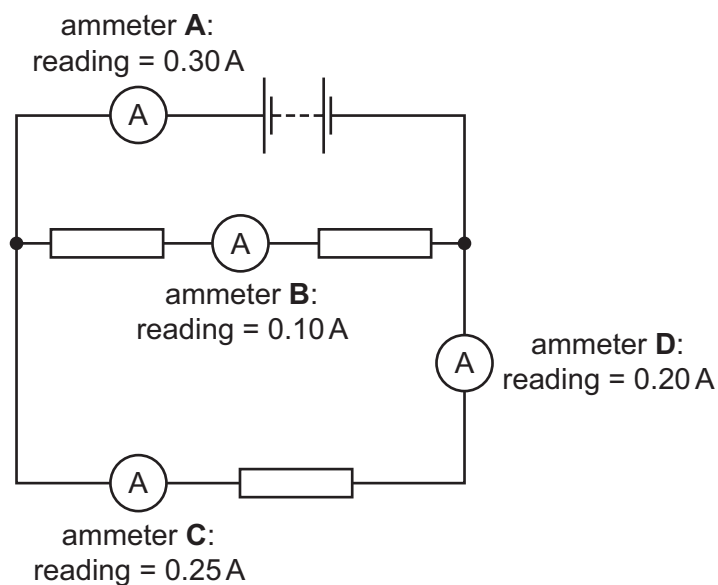 ammeter A:
reading = 0.30 A
A
A
ammeter B:
reading = 0.10 A
A
ammeter D:
reading = 0.20 A
A
ammeter C:
reading = 0.25 A